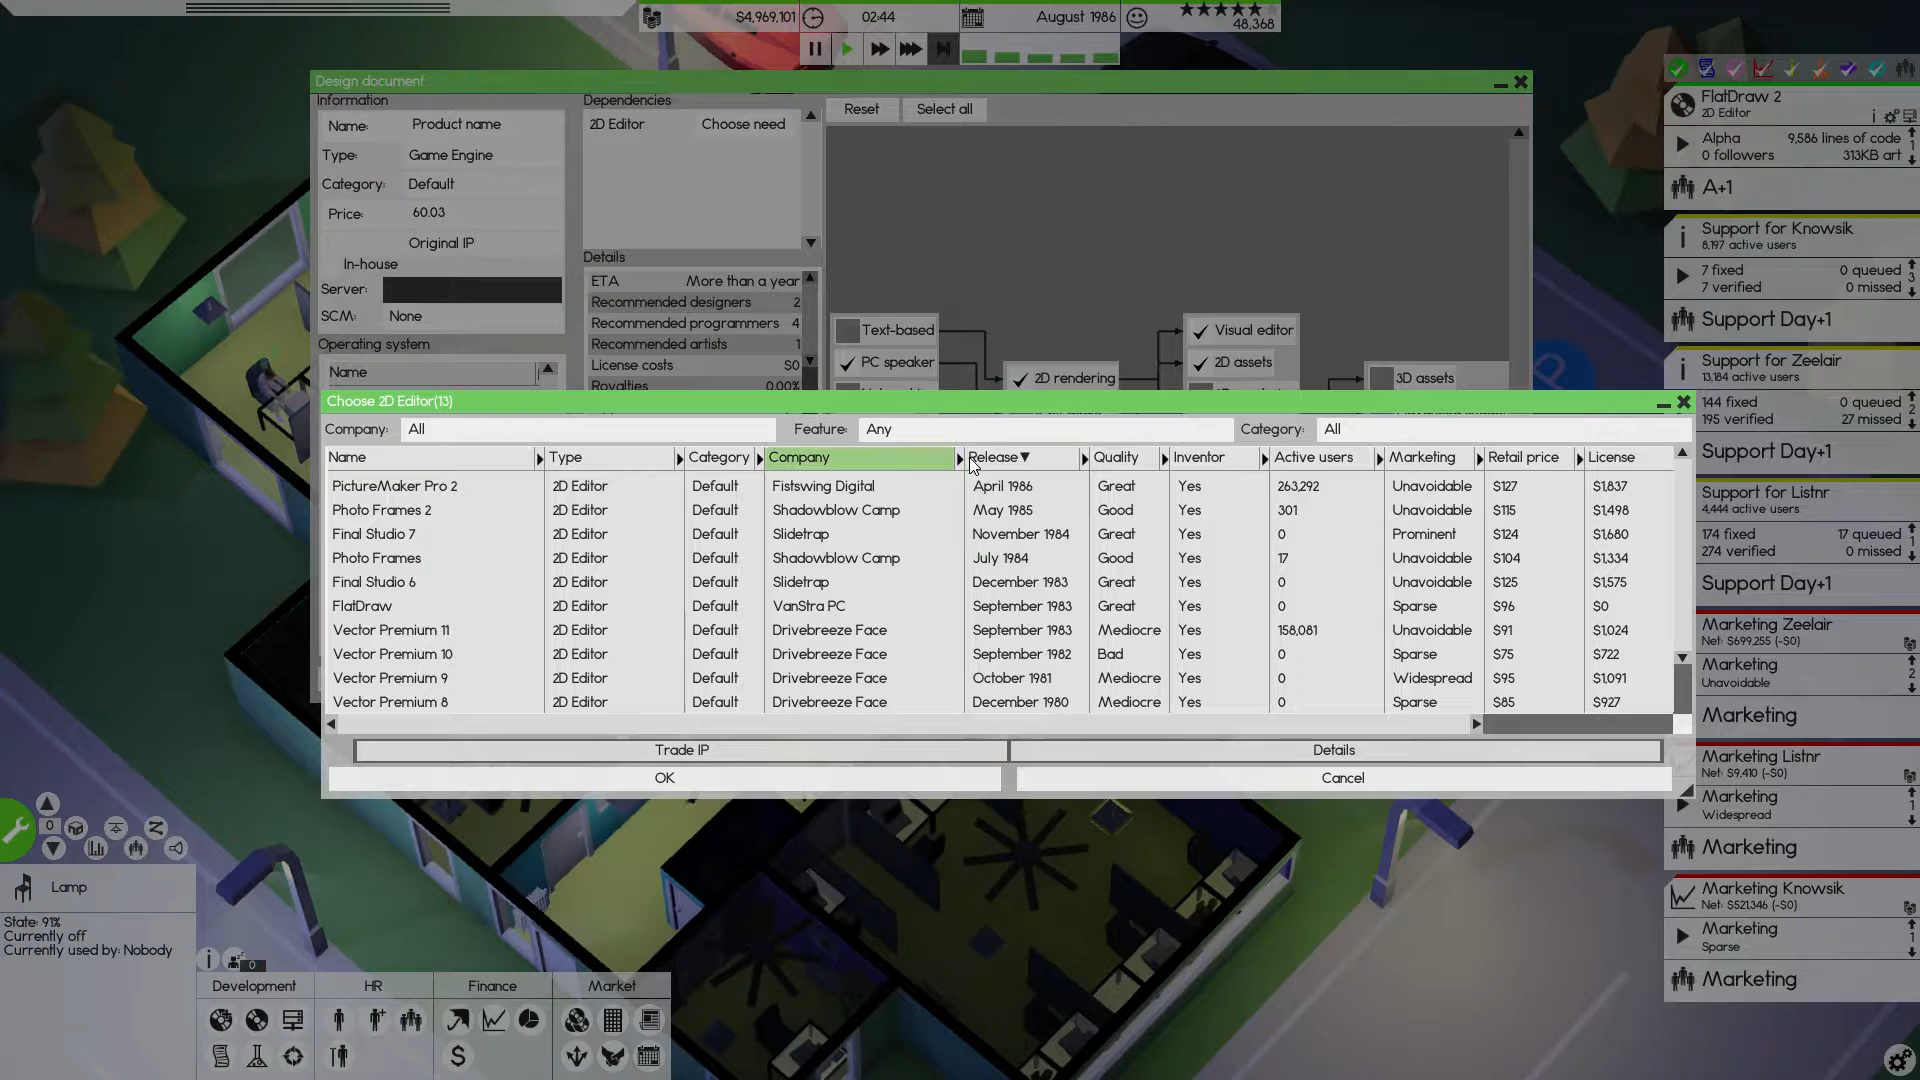 $4,969,101
02:44
August 1986
48,368
Design document
Information
Name: Product name
Type: Game Engine
Category: Default
Price: 60.03
Original IP
In-house
Server:
SCM: None
Operating system
Name
Dependencies
2D Editor Choose need
Details
ETA More than a year
Recommended designers 2
Recommended programmers 4
Recommended artists 1
License costs $0
Royalties 0.00%
Reset Select all
Text-based
PC speaker
2D rendering
Visual editor
2D assets
3D assets
Choose 2D Editor(13)
Company: All Feature: Any Category: All
Name Type Category Company Release▼ Quality Inventor Active users Marketing Retail price License
PictureMaker Pro 2 2D Editor Default Fistswing Digital April 1986 Great Yes 263,292 Unavoidable $127 $1,837
Photo Frames 2 2D Editor Default Shadowblow Camp May 1985 Good Yes 301 Unavoidable $115 $1,498
Final Studio 7 2D Editor Default Slidetrap November 1984 Great Yes 0 Prominent $124 $1,680
Photo Frames 2D Editor Default Shadowblow Camp July 1984 Good Yes 17 Unavoidable $104 $1,334
Final Studio 6 2D Editor Default Slidetrap December 1983 Great Yes 0 Unavoidable $125 $1,575
FlatDraw 2D Editor Default VanStra PC September 1983 Great Yes 0 Sparse $96 $0
Vector Premium 11 2D Editor Default Drivebreeze Face September 1983 Mediocre Yes 158,081 Unavoidable $91 $1,024
Vector Premium 10 2D Editor Default Drivebreeze Face September 1982 Bad Yes 0 Sparse $75 $722
Vector Premium 9 2D Editor Default Drivebreeze Face October 1981 Mediocre Yes 0 Widespread $95 $1,091
Vector Premium 8 2D Editor Default Drivebreeze Face December 1980 Mediocre Yes 0 Sparse $85 $927
Trade IP Details
OK Cancel
FlatDraw 2
2D Editor
Alpha 9,586 lines of code
0 followers 313KB art
1
A+1
Support for Knowsik
8,197 active users
7 fixed 0 queued
7 verified 0 missed
3
Support Day+1
Support for Zeelair
13,184 active users
144 fixed 0 queued
195 verified 27 missed
2
Support Day+1
Support for Listnr
4,444 active users
174 fixed 17 queued
274 verified 0 missed
1
Support Day+1
Marketing Zeelair
Net: $699,255 (-$0)
Marketing
Unavoidable
2
Marketing
Marketing Listnr
Net: $9,410 (-$0)
Marketing
Widespread
1
Marketing
Marketing Knowsik
Net: $521,346 (-$0)
Marketing
Sparse
1
Marketing
0
Lamp
State: 91%
Currently off
Currently used by: Nobody
0
Development HR Finance Market